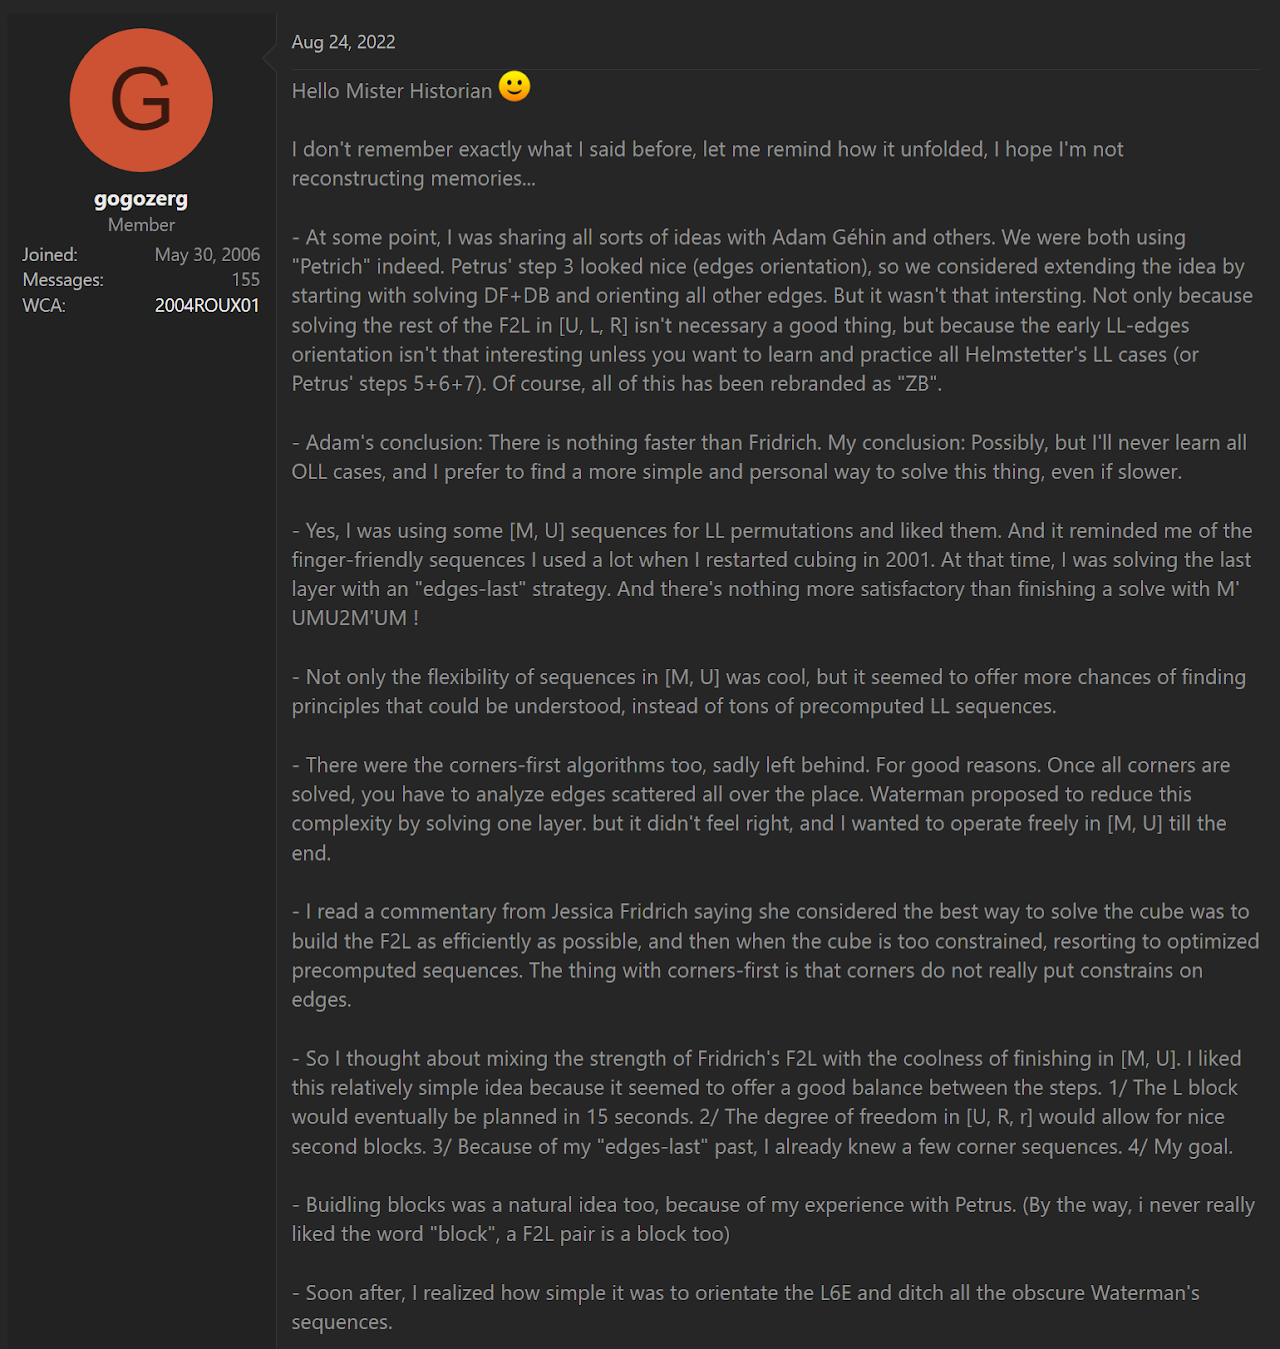 G
gogozerg
Member
Joined: May 30, 2006
Messages: 155
WCA: 2004ROUX01
Aug 24, 2022
Hello Mister Historian 🙂
I don't remember exactly what I said before, let me remind how it unfolded, I hope I'm not
reconstructing memories...
- At some point, I was sharing all sorts of ideas with Adam Géhin and others. We were both using
"Petrich" indeed. Petrus' step 3 looked nice (edges orientation), so we considered extending the idea by
starting with solving DF+DB and orienting all other edges. But it wasn't that intersting. Not only because
solving the rest of the F2L in [U, L, R] isn't necessary a good thing, but because the early LL-edges
orientation isn't that interesting unless you want to learn and practice all Helmstetter's LL cases (or
Petrus' steps 5+6+7). Of course, all of this has been rebranded as "ZB".
- Adam's conclusion: There is nothing faster than Fridrich. My conclusion: Possibly, but I'll never learn all
OLL cases, and I prefer to find a more simple and personal way to solve this thing, even if slower.
- Yes, I was using some [M, U] sequences for LL permutations and liked them. And it reminded me of the
finger-friendly sequences I used a lot when I restarted cubing in 2001. At that time, I was solving the last
layer with an "edges-last" strategy. And there's nothing more satisfactory than finishing a solve with M'
UMU2M'UM !
- Not only the flexibility of sequences in [M, U] was cool, but it seemed to offer more chances of finding
principles that could be understood, instead of tons of precomputed LL sequences.
- There were the corners-first algorithms too, sadly left behind. For good reasons. Once all corners are
solved, you have to analyze edges scattered all over the place. Waterman proposed to reduce this
complexity by solving one layer. but it didn't feel right, and I wanted to operate freely in [M, U] till the
end.
- I read a commentary from Jessica Fridrich saying she considered the best way to solve the cube was to
build the F2L as efficiently as possible, and then when the cube is too constrained, resorting to optimized
precomputed sequences. The thing with corners-first is that corners do not really put constrains on
edges.
- So I thought about mixing the strength of Fridrich's F2L with the coolness of finishing in [M, U]. I liked
this relatively simple idea because it seemed to offer a good balance between the steps. 1/ The L block
would eventually be planned in 15 seconds. 2/ The degree of freedom in [U, R, r] would allow for nice
second blocks. 3/ Because of my "edges-last" past, I already knew a few corner sequences. 4/ My goal.
- Buidling blocks was a natural idea too, because of my experience with Petrus. (By the way, i never really
liked the word "block", a F2L pair is a block too)
- Soon after, I realized how simple it was to orientate the L6E and ditch all the obscure Waterman's
sequences.